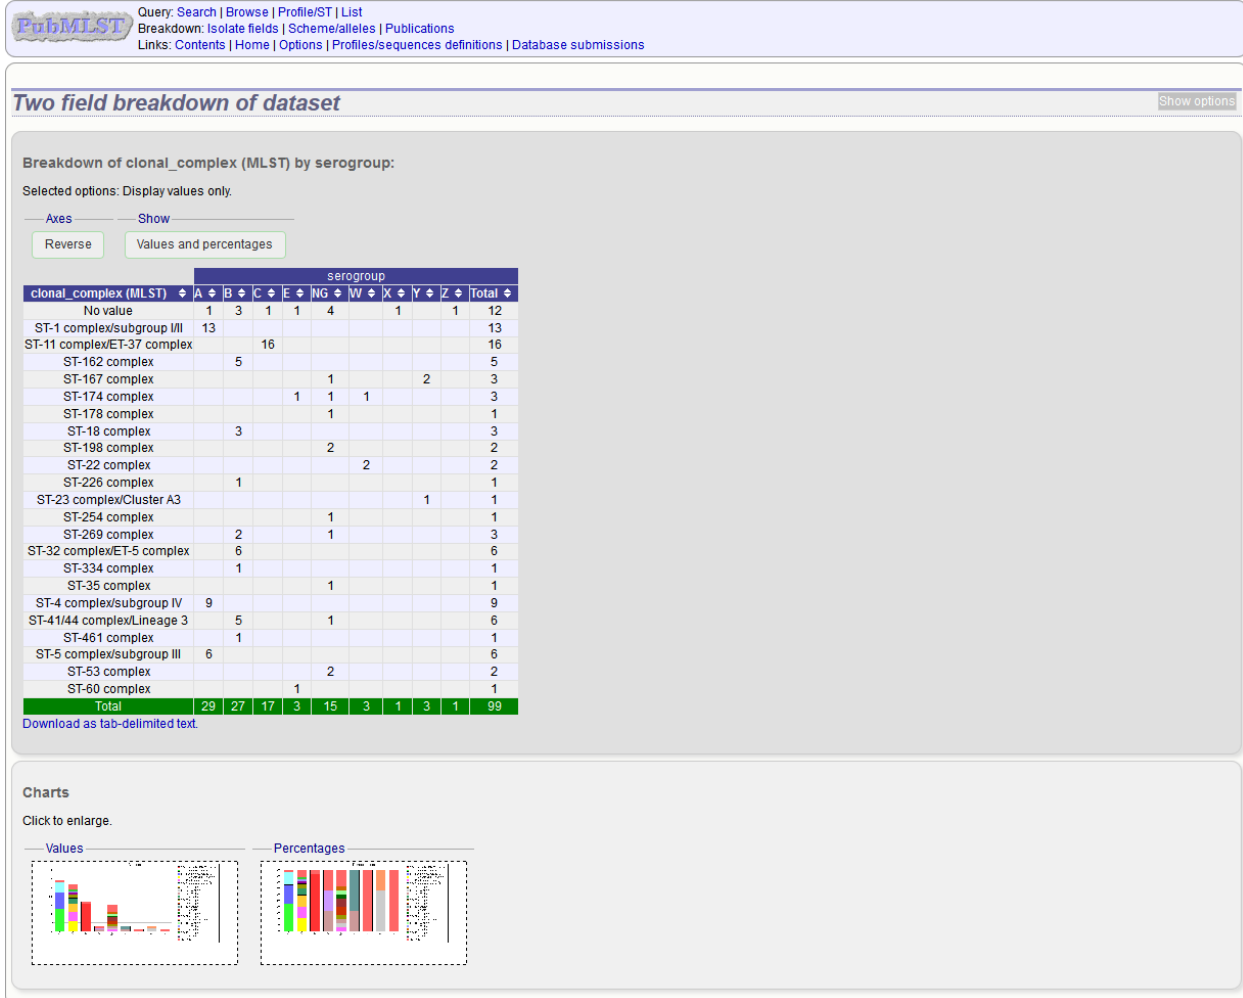 PubMLST
Query: Search | Browse | Profile/ST | List
Breakdown: Isolate fields | Scheme/alleles | Publications
Links: Contents | Home | Options | Profiles/sequences definitions | Database submissions
Two field breakdown of dataset
Show options
Breakdown of clonal_complex (MLST) by serogroup:
Selected options: Display values only.
Axes Show
Reverse Values and percentages
serogroup
clonal_complex (MLST) A B C E NG W X Y Z Total
No value 1 3 1 1 4 1 1 12
ST-1 complex/subgroup I/II 13 13
ST-11 complex/ET-37 complex 16 16
ST-162 complex 5 5
ST-167 complex 1 2 3
ST-174 complex 1 1 1 3
ST-178 complex 1 1
ST-18 complex 3 3
ST-198 complex 2 2
ST-22 complex 2 2
ST-226 complex 1 1
ST-23 complex/Cluster A3 1 1
ST-254 complex 1 1
ST-269 complex 2 1 3
ST-32 complex/ET-5 complex 6 6
ST-334 complex 1 1
ST-35 complex 1 1
ST-4 complex/subgroup IV 9 9
ST-41/44 complex/Lineage 3 5 1 6
ST-461 complex 1 1
ST-5 complex/subgroup III 6 6
ST-53 complex 2 2
ST-60 complex 1 1
Total 29 27 17 3 15 3 1 3 1 99
Download as tab-delimited text.
Charts
Click to enlarge.
Values Percentages